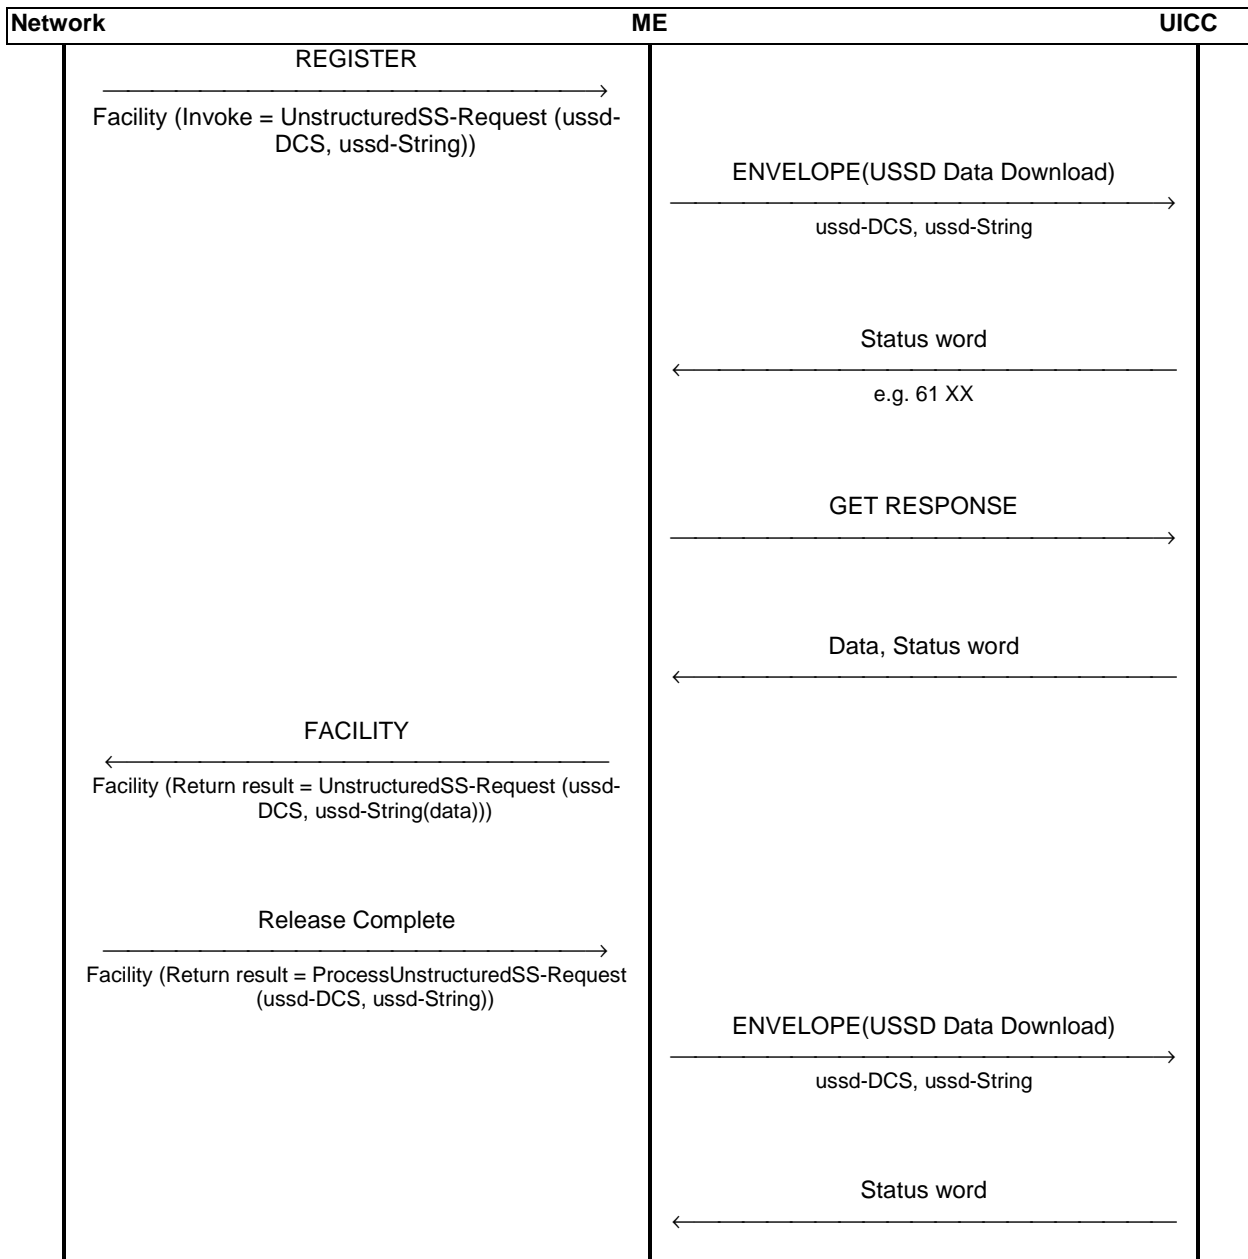 Network ME UICC
REGISTER
Facility (Invoke = UnstructuredSS-Request (ussd-
DCS, ussd-String))
ENVELOPE(USSD Data Download)
ussd-DCS, ussd-String
Status word
e.g. 61 XX
GET RESPONSE
Data, Status word
FACILITY
Facility (Return result = UnstructuredSS-Request (ussd-
DCS, ussd-String(data)))
Release Complete
Facility (Return result = ProcessUnstructuredSS-Request
(ussd-DCS, ussd-String))
ENVELOPE(USSD Data Download)
ussd-DCS, ussd-String
Status word